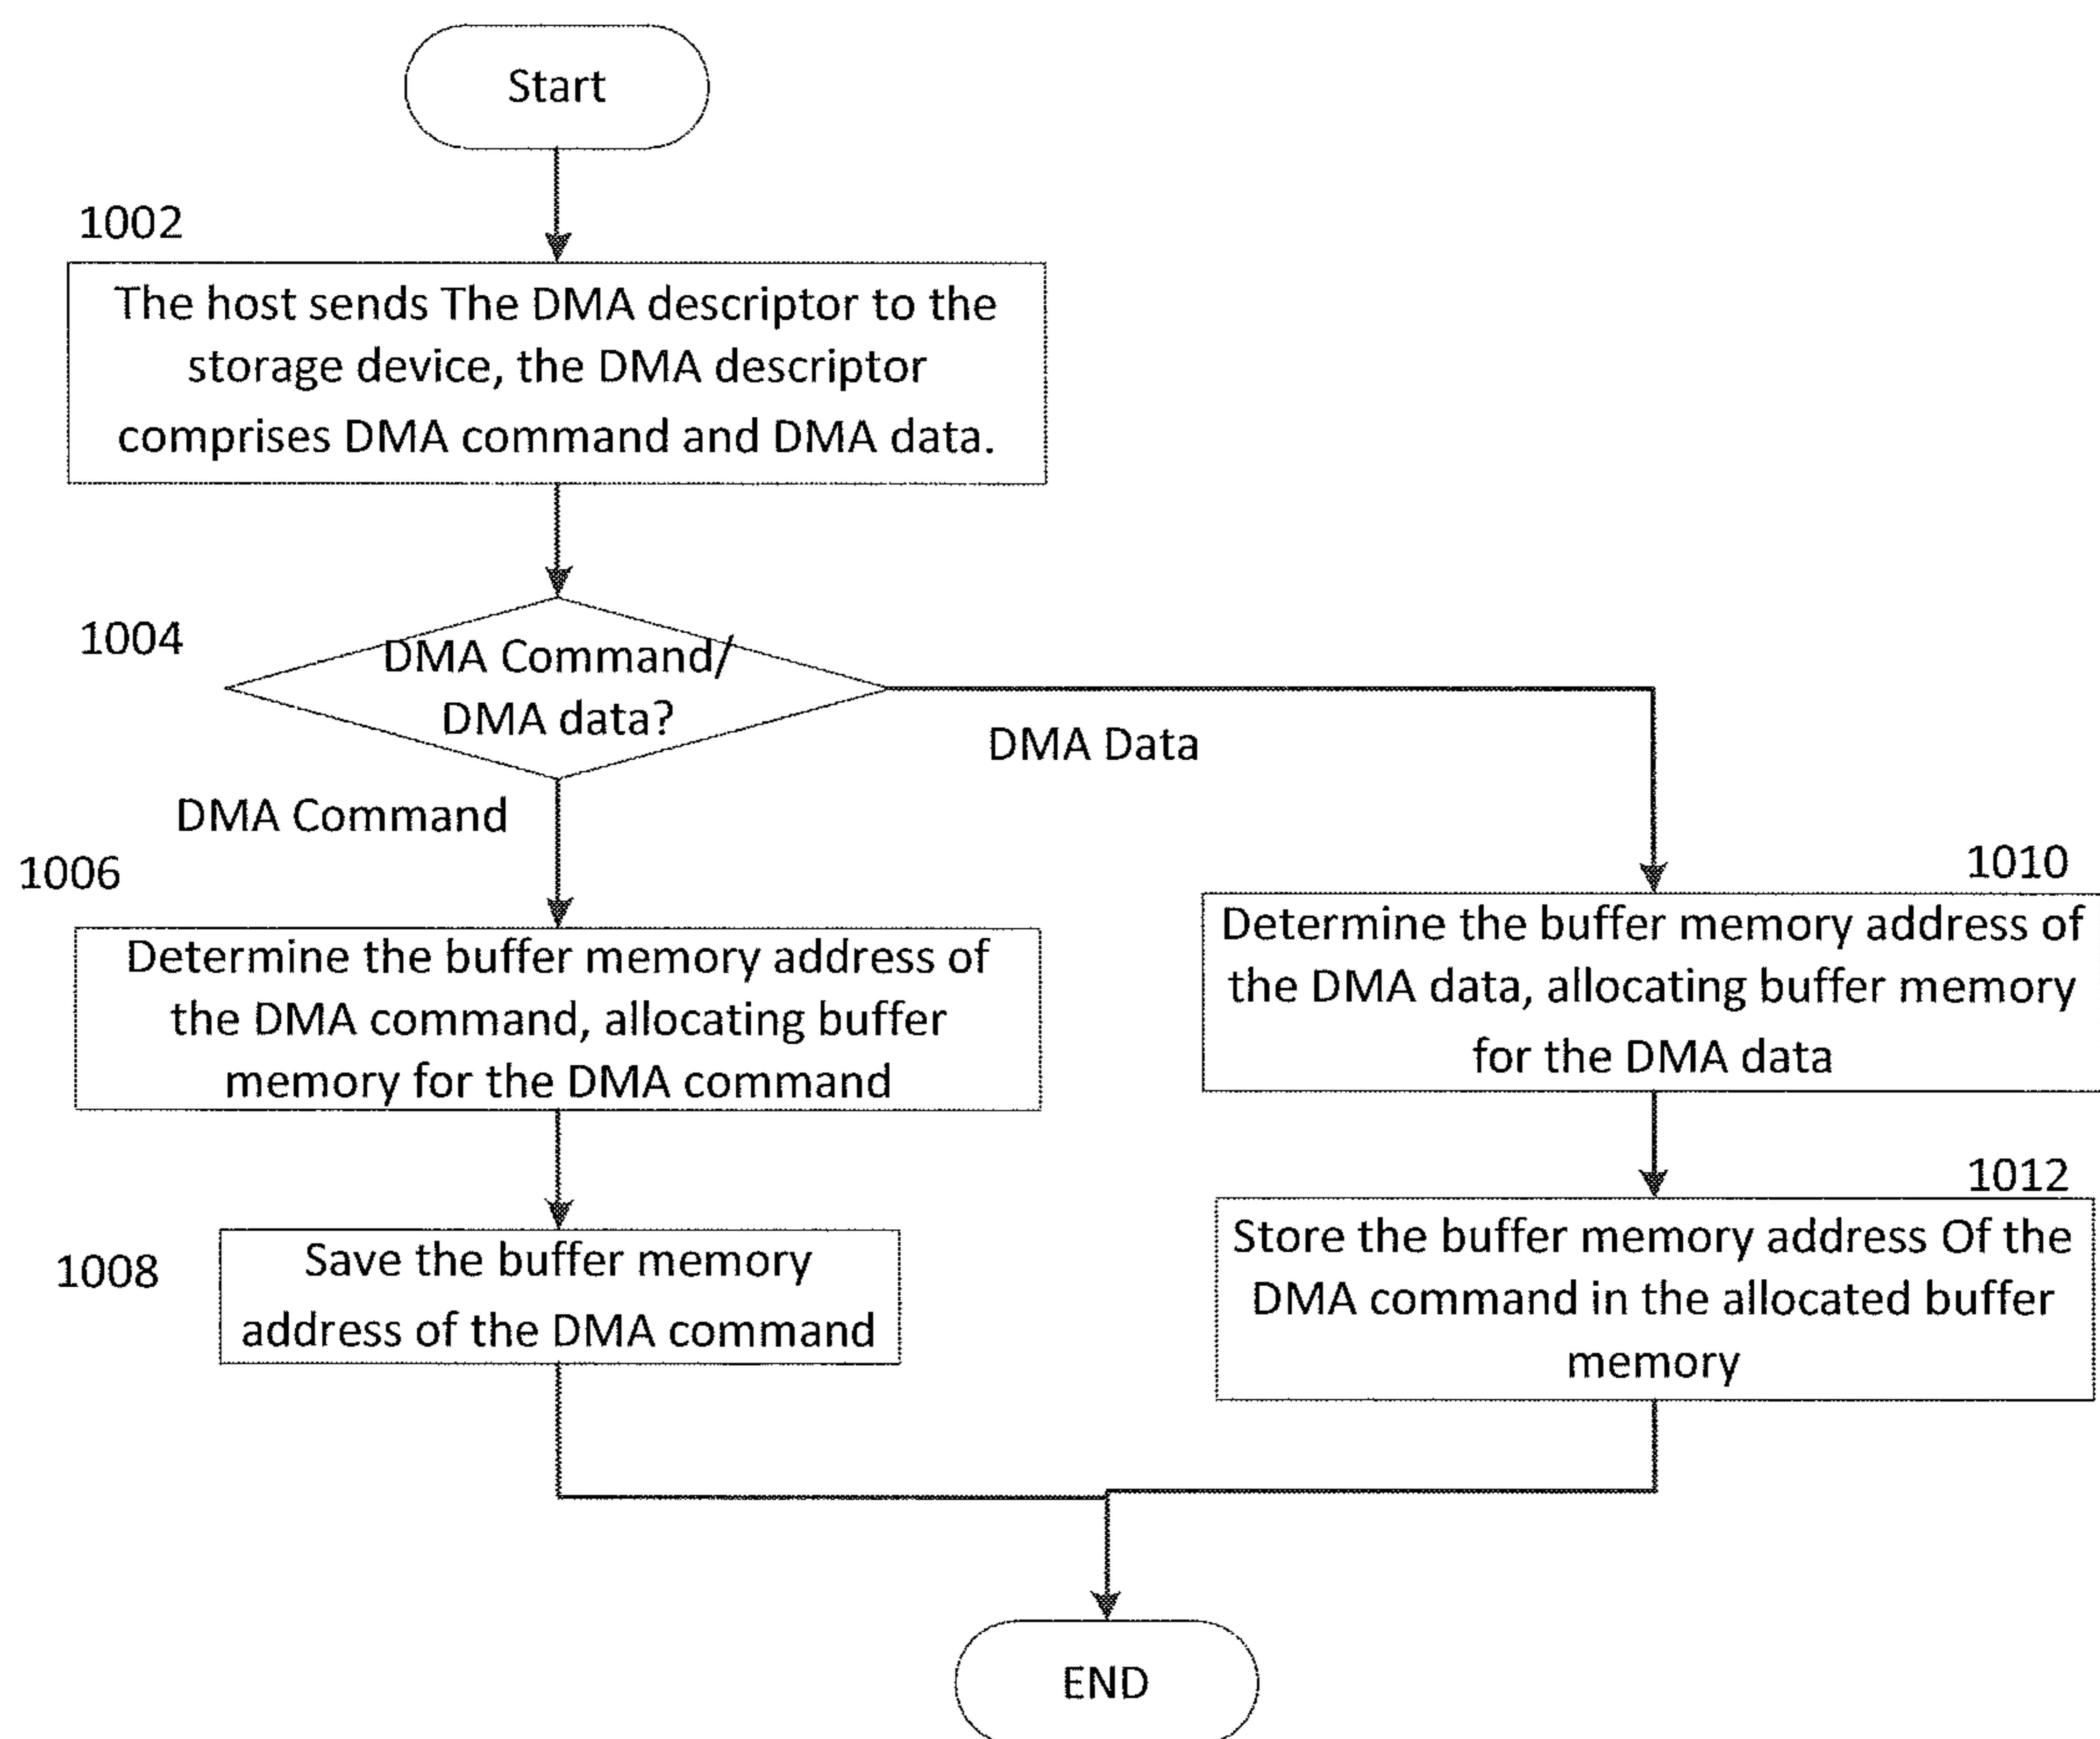 Start
1002
The host sends The DMA descriptor to the
storage device, the DMA descriptor
comprises DMA command and DMA data.
1004
DMA Command/
DMA data?
DMA Data
DMA Command
1006
Determine the buffer memory address of
the DMA command, allocating buffer
memory for the DMA command
1008
Save the buffer memory
address of the DMA command
1010
Determine the buffer memory address of
the DMA data, allocating buffer memory
for the DMA data
1012
Store the buffer memory address Of the
DMA command in the allocated buffer
memory
END